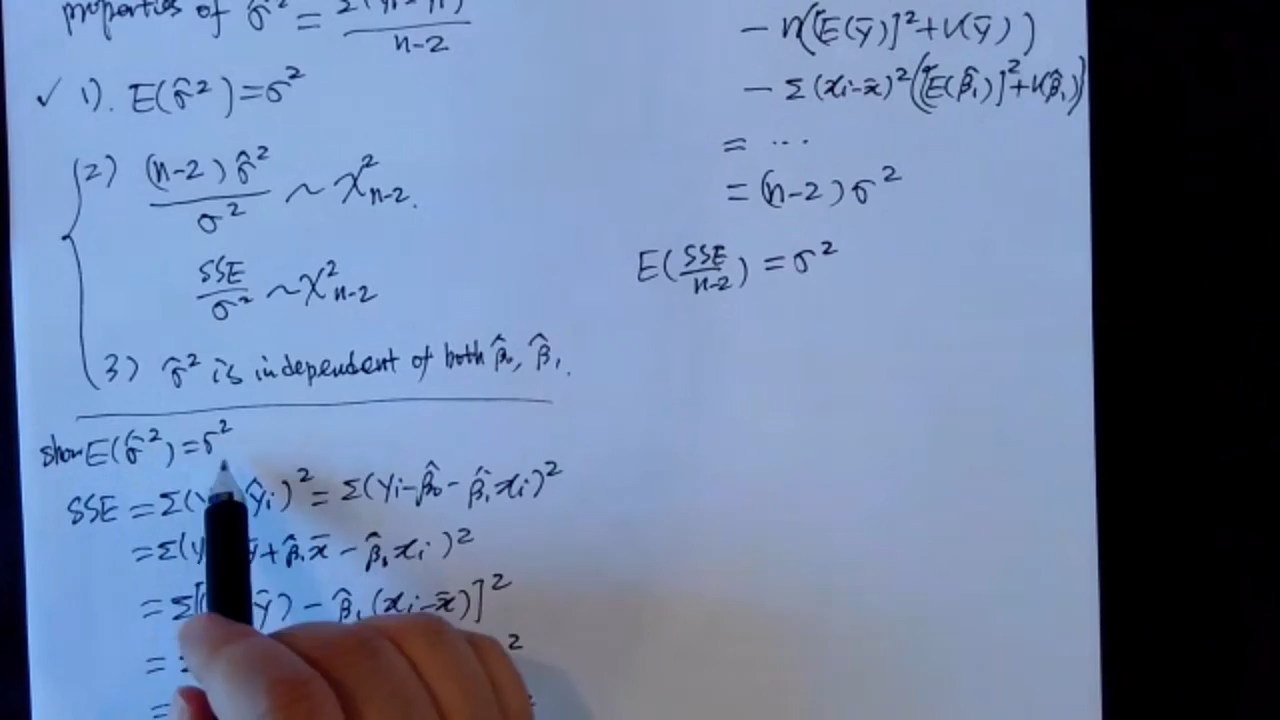 properties of σ̂² = Σ(yi-ŷi)² / n-2
✓ 1). E(σ̂²)=σ²
(2) (n-2)σ̂² / σ² ~ χ²n-2.
SSE / σ² ~ χ²n-2
(3) σ̂² is independent of both β̂₀, β̂₁.
show E(σ̂²)=σ²
SSE = Σ(y ŷi)² = Σ(yi-β̂₀-β̂₁xi)²
=Σ(y ȳ+β̂₁x̄-β̂₁xi)²
=Σ[ ȳ)-β̂₁(xi-x̄)]²
= ²
=
- n([E(ȳ)]²+V(ȳ))
- Σ(xi-x̄)²([E(β̂₁)]²+V(β̂₁))
= ...
= (n-2)σ²
E(SSE / n-2) = σ²